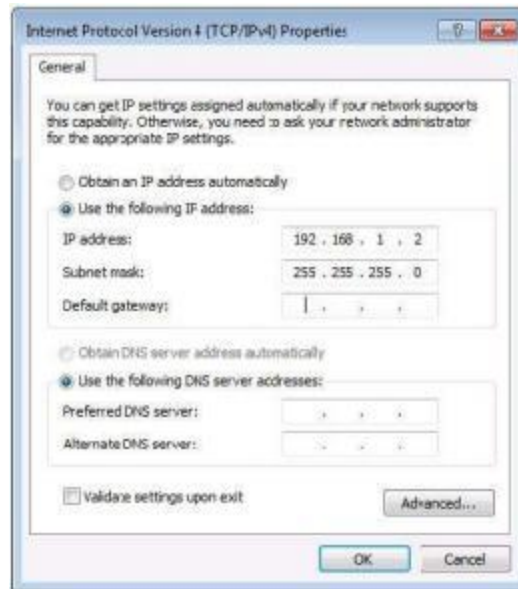 Internet Protocol Version 4 (TCP/IPv4) Properties
General
You can get IP settings assigned automatically if your network supports
this capability. Otherwise, you need to ask your network administrator
for the appropriate IP settings.
Obtain an IP address automatically
Use the following IP address:
IP address: 192 . 168 . 1 . 2
Subnet mask: 255 . 255 . 255 . 0
Default gateway: . . .
Obtain DNS server address automatically
Use the following DNS server addresses:
Preferred DNS server: . . .
Alternate DNS server: . . .
Validate settings upon exit
Advanced...
OK Cancel